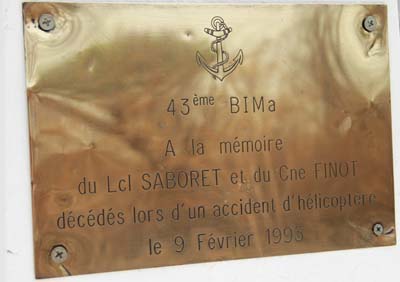 43ème BIMa
A la mémoire
du Lcl SABORET et du Cne FINOT
décédés lors d'un accident d'hélicoptère
le 9 Février 1993